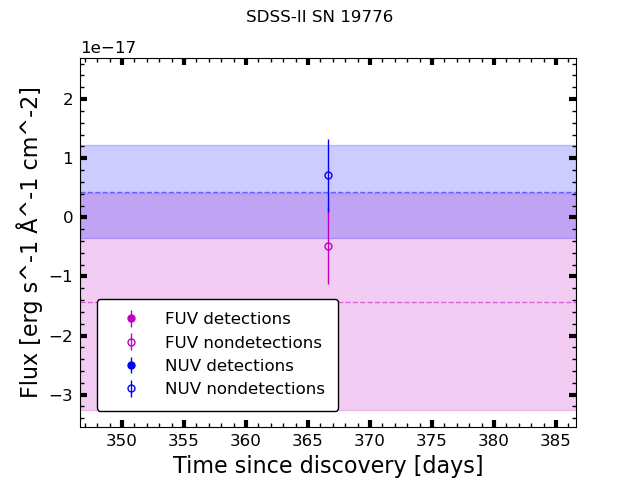 SDSS-II SN 19776
1e−17
Flux [erg s^-1 Å^-1 cm^-2]
2
1
0
−1
−2
−3
FUV detections
FUV nondetections
NUV detections
NUV nondetections
350 355 360 365 370 375 380 385
Time since discovery [days]